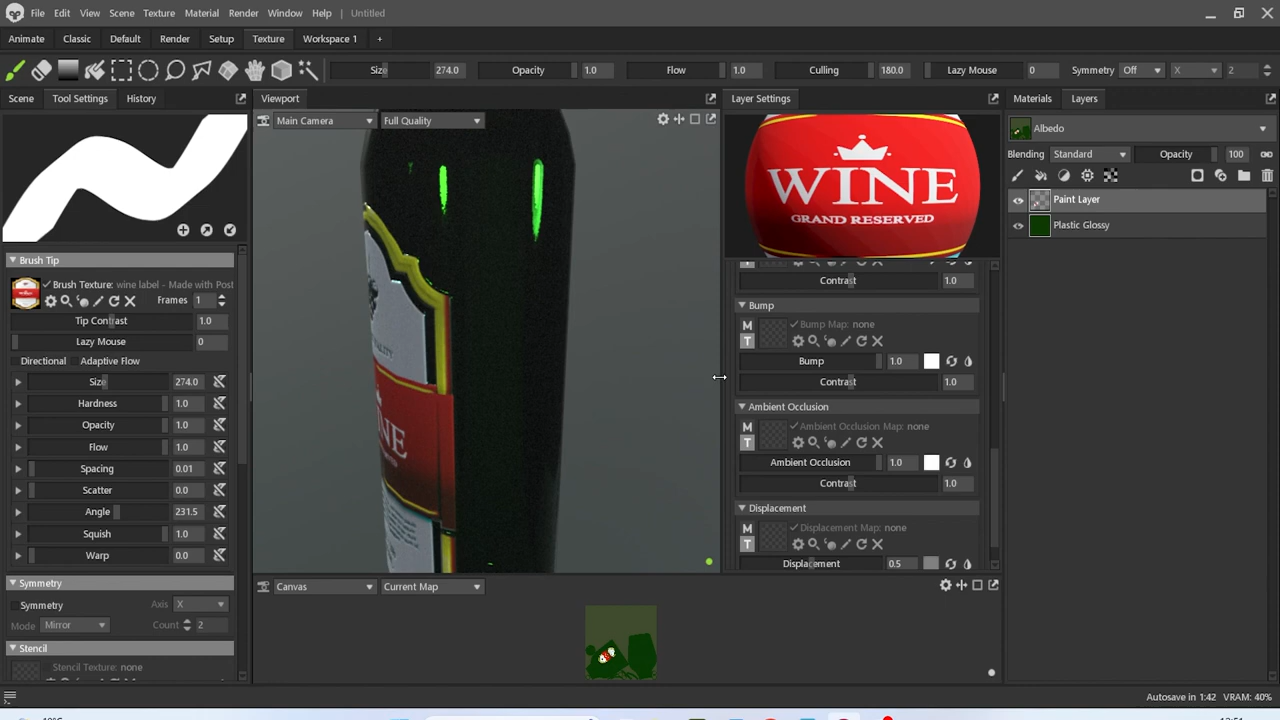 File Edit View Scene Texture Material Render Window Help Untitled
Animate Classic Default Render Setup Texture Workspace 1 +
Size 274.0 Opacity 1.0 Flow 1.0 Culling 180.0 Lazy Mouse 0 Symmetry Off X 2
Scene Tool Settings History
Viewport
Layer Settings
Materials Layers
Main Camera Full Quality
Albedo
Blending Standard Opacity 100
Paint Layer
Plastic Glossy
WINE
GRAND RESERVED
Brush Tip
Brush Texture: wine label - Made with Post
Frames 1
Tip Contrast 1.0
Lazy Mouse 0
Directional Adaptive Flow
Size 274.0
Hardness 1.0
Opacity 1.0
Flow 1.0
Spacing 0.01
Scatter 0.0
Angle 231.5
Squish 1.0
Warp 0.0
Symmetry
Symmetry Axis X
Mode Mirror Count 2
Stencil
Stencil Texture: none
NE
Contrast 1.0
Bump
M Bump Map: none
T
Bump 1.0
Contrast 1.0
Ambient Occlusion
M Ambient Occlusion Map: none
T
Ambient Occlusion 1.0
Contrast 1.0
Displacement
M Displacement Map: none
T
Displacement 0.5
Canvas Current Map
Autosave in 1:42 VRAM: 40%